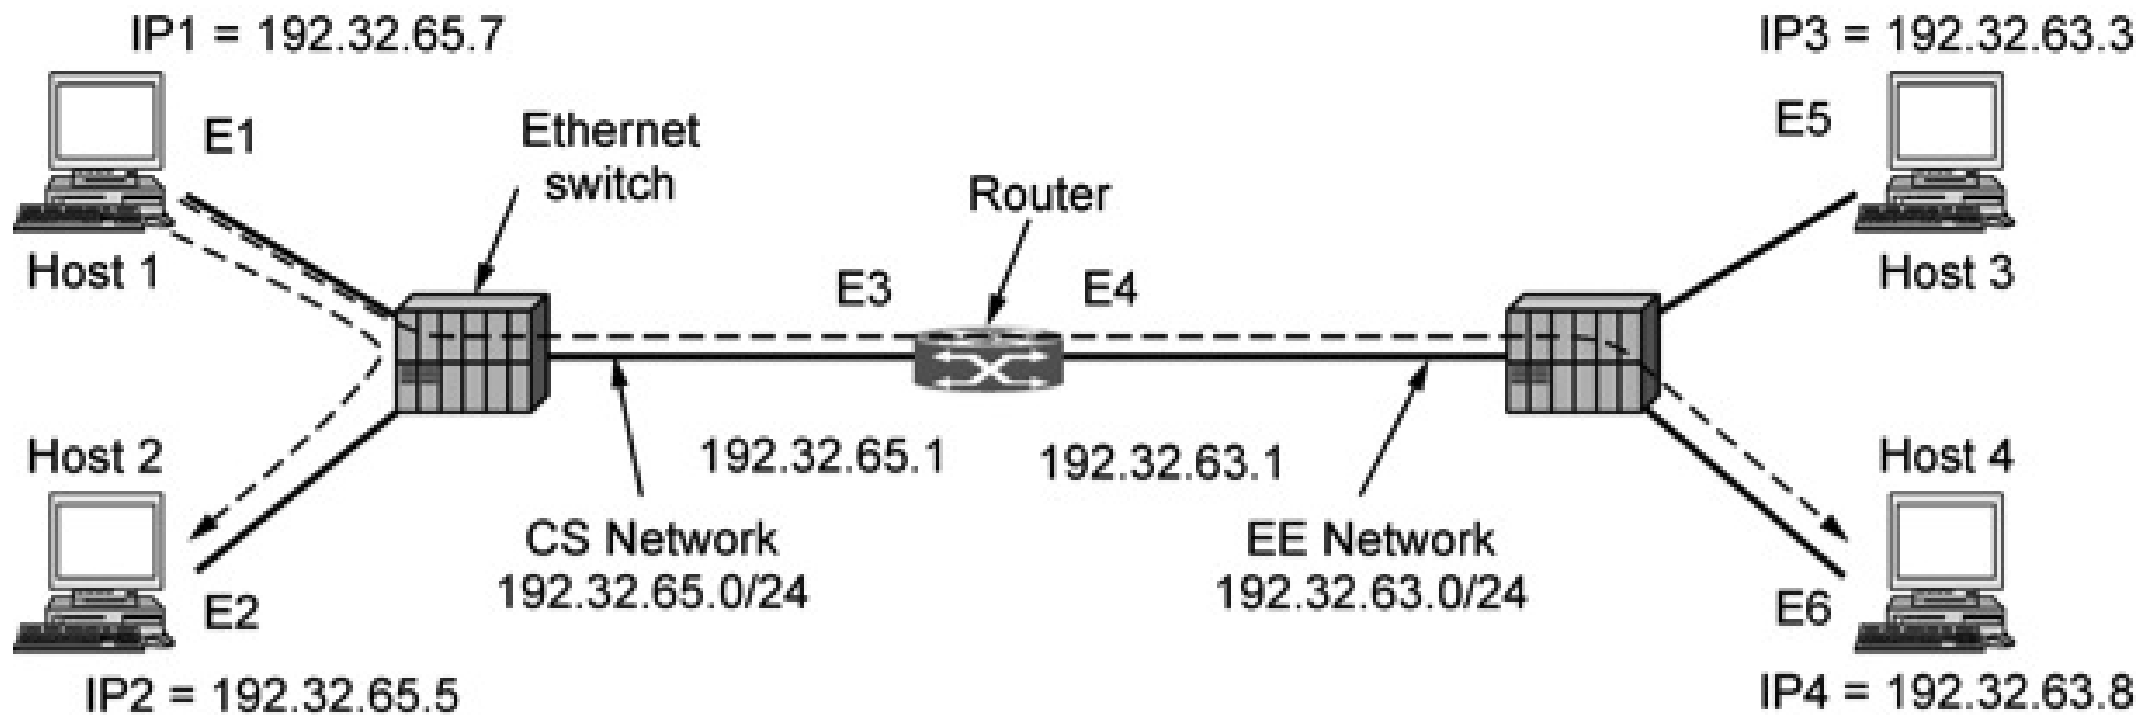 IP1 = 192.32.65.7
IP3 = 192.32.63.3
E1
Ethernet
switch
Router
E5
Host 1
E3
E4
Host 3
Host 2
192.32.65.1
192.32.63.1
Host 4
CS Network
192.32.65.0/24
EE Network
192.32.63.0/24
E2
E6
IP2 = 192.32.65.5
IP4 = 192.32.63.8